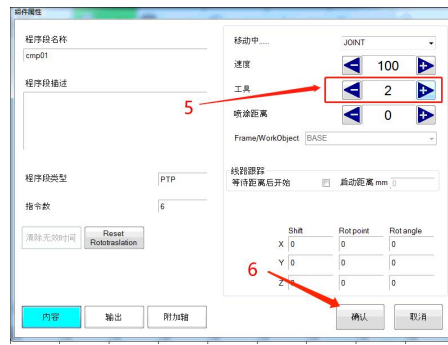 组件属性
程序段名称
cmp01
程序段描述
程序段类型
PTP
指令数
6
清除无效时间
Reset Rototraslation
内容
输出
附加轴
移动中.....
JOINT
速度
100
工具
2
喷涂距离
0
Frame/WorkObject
BASE
线路跟踪
等待距离后开始
启动距离 mm
0
Shift
Rot point
Rot angle
X
0
0
0
Y
0
0
0
Z
0
0
0
确认
取消
5
6